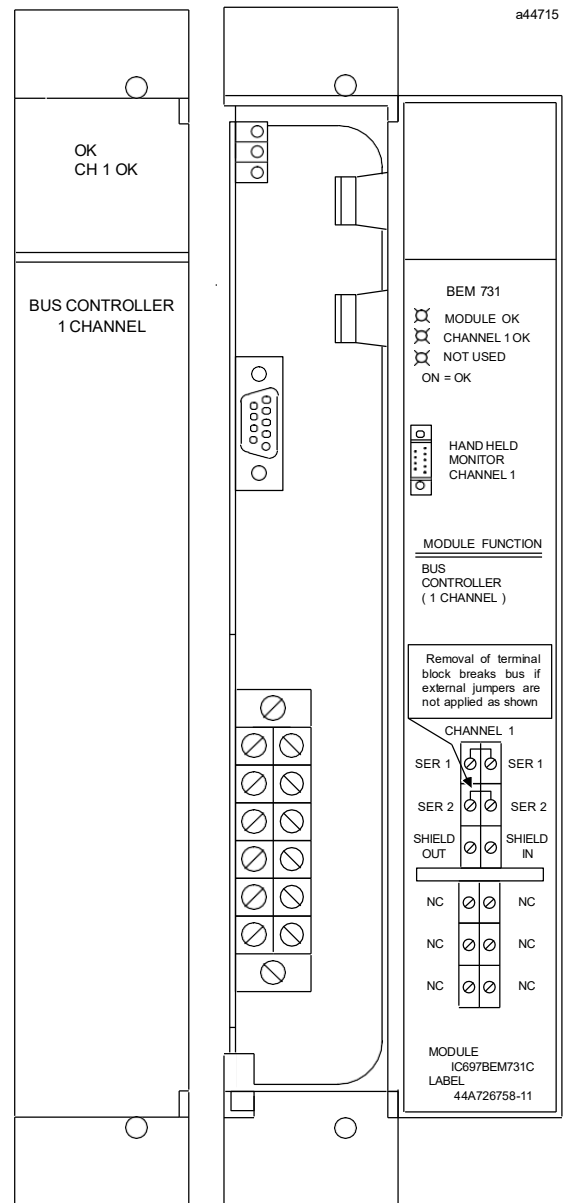 a44715
OK
CH 1 OK
BUS CONTROLLER
1 CHANNEL
BEM 731
MODULE OK
CHANNEL 1 OK
NOT USED
ON = OK
HAND HELD
MONITOR
CHANNEL 1
MODULE FUNCTION
BUS
CONTROLLER
( 1 CHANNEL )
Removal of terminal
block breaks bus if
external jumpers are
not applied as shown
CHANNEL 1
SER 1 SER 1
SER 2 SER 2
SHIELD SHIELD
OUT IN
NC NC
NC NC
NC NC
MODULE
IC697BEM731C
LABEL
44A726758-11